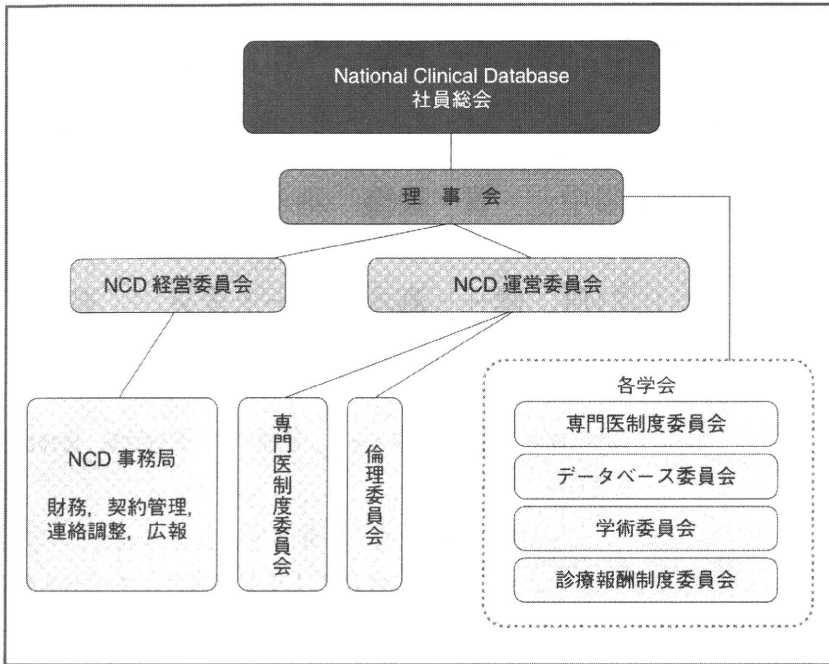 National Clinical Database
社員総会
理 事 会
NCD 経営委員会
NCD 運営委員会
NCD 事務局
財務，契約管理，
連絡調整，広報
専門医制度委員会
倫理委員会
各学会
専門医制度委員会
データベース委員会
学術委員会
診療報酬制度委員会